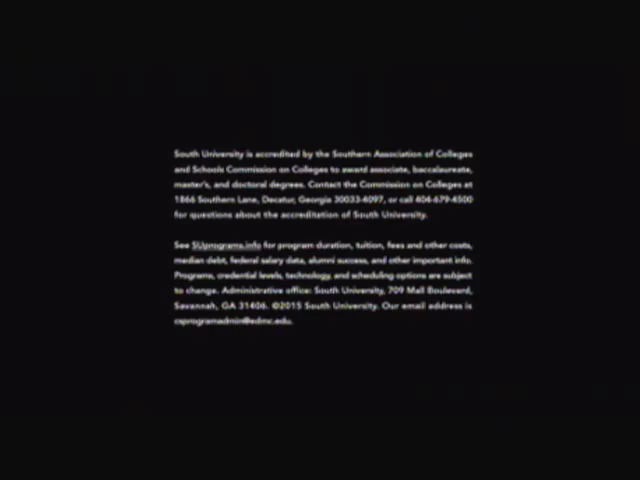 South University is accredited by the Southern Association of Colleges
and Schools Commission on Colleges to award associate, baccalaureate,
master's, and doctoral degrees. Contact the Commission on Colleges at
1866 Southern Lane, Decatur, Georgia 30033-4097, or call 404-679-4500
for questions about the accreditation of South University.
See SUprograms.info for program duration, tuition, fees and other costs,
median debt, federal salary data, alumni success, and other important info.
Programs, credential levels, technology, and scheduling options are subject
to change. Administrative office: South University, 709 Mall Boulevard,
Savannah, GA 31406. ©2015 South University. Our email address is
csprogramadmin@edmc.edu.